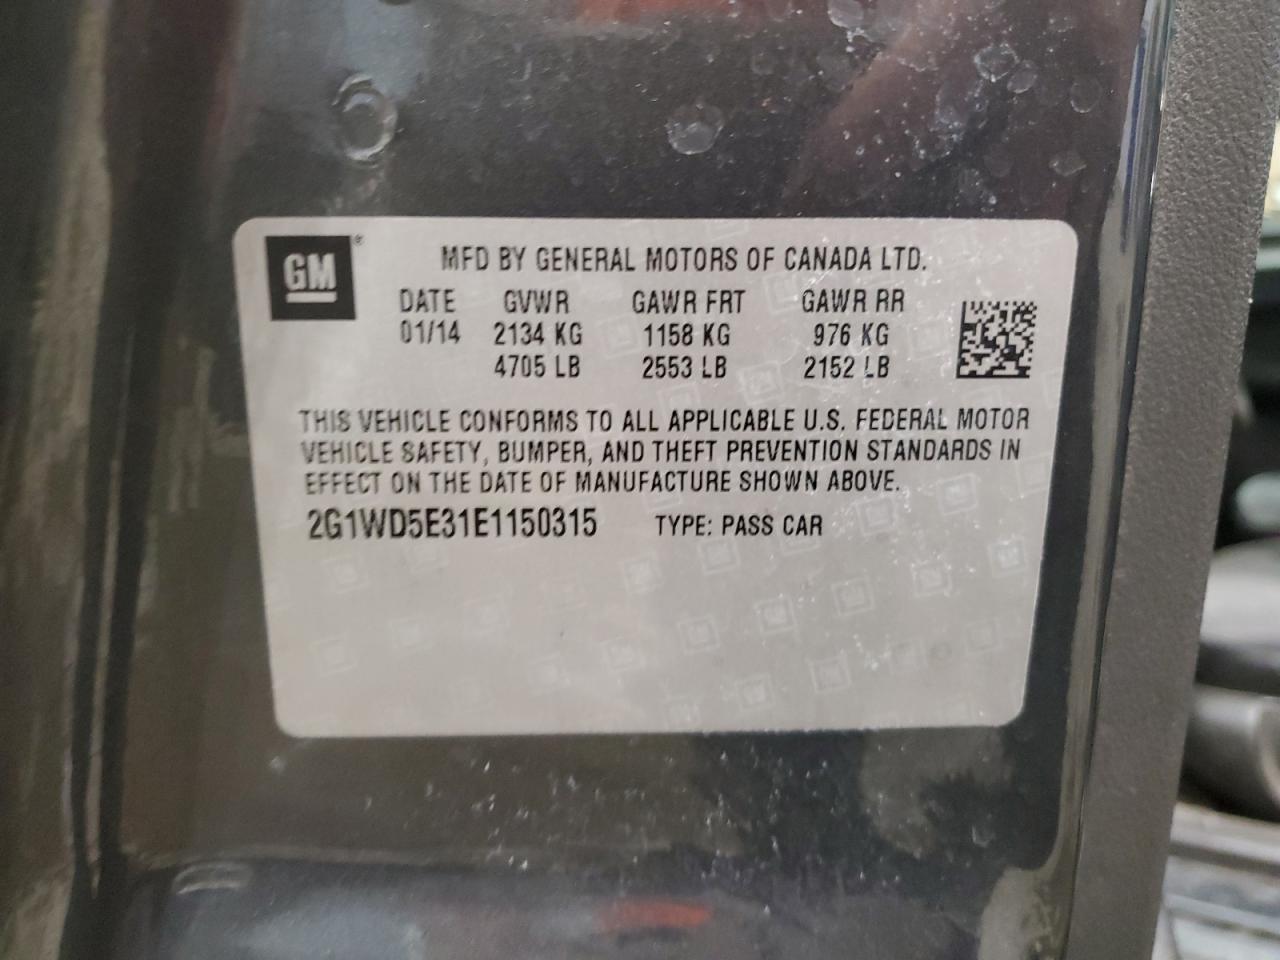 GM®
MFD BY GENERAL MOTORS OF CANADA LTD.
DATE GVWR GAWR FRT GAWR RR
01/14 2134 KG 1158 KG 976 KG
4705 LB 2553 LB 2152 LB
THIS VEHICLE CONFORMS TO ALL APPLICABLE U.S. FEDERAL MOTOR
VEHICLE SAFETY, BUMPER, AND THEFT PREVENTION STANDARDS IN
EFFECT ON THE DATE OF MANUFACTURE SHOWN ABOVE.
2G1WD5E31E1150315 TYPE: PASS CAR